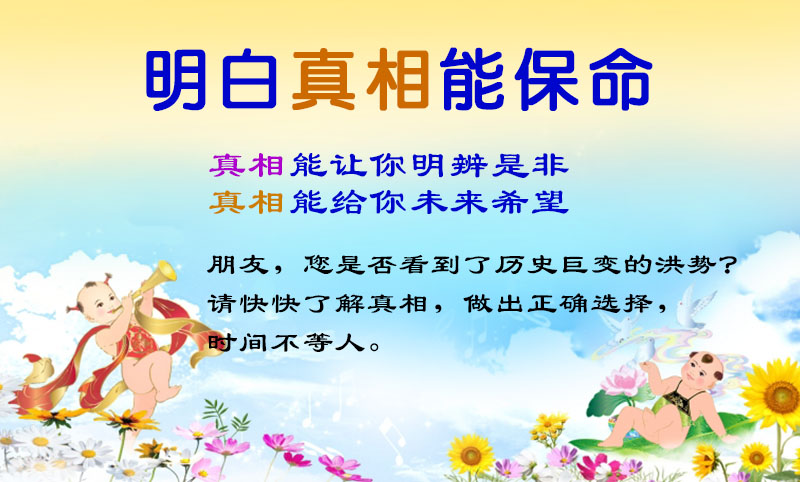 明白真相能保命
真相能让你明辨是非
真相能给你未来希望
朋友，您是否看到了历史巨变的洪势?
请快快了解真相，做出正确选择，
时间不等人。